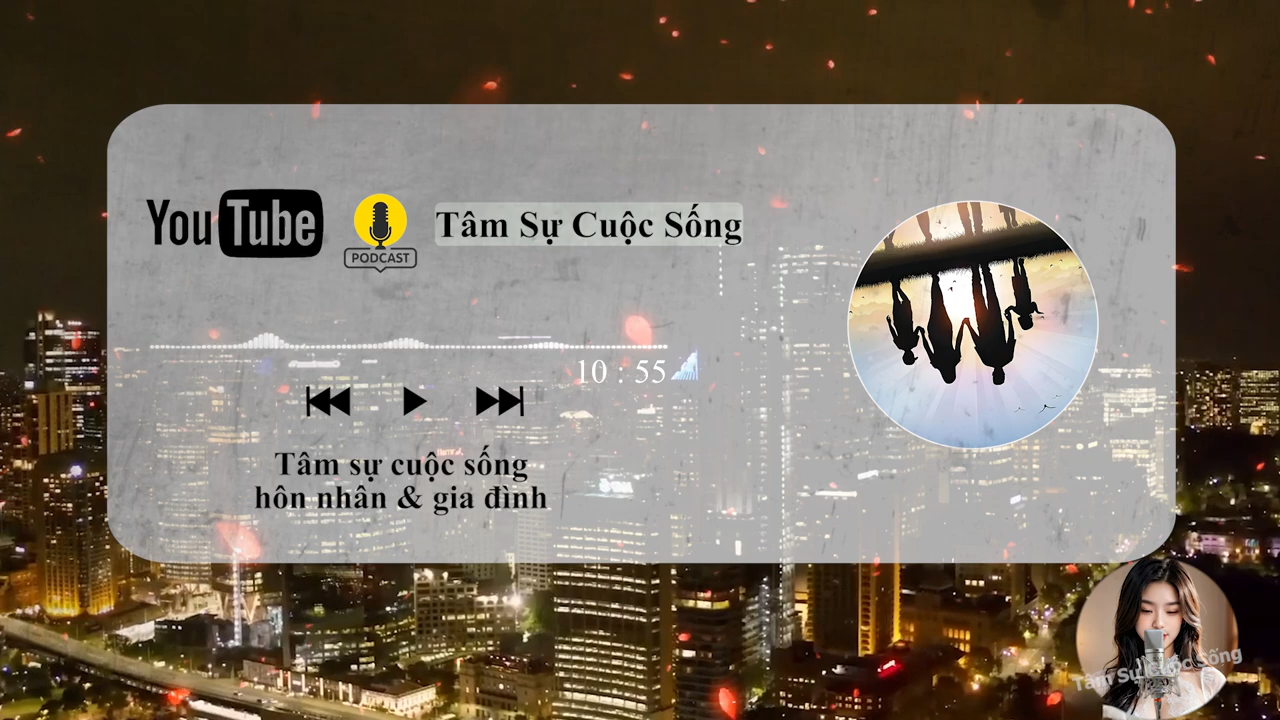 YouTube
PODCAST
Tâm Sự Cuộc Sống
10 : 55
Tâm sự cuộc sống
hôn nhân & gia đình
Tâm Sự Cuộc Sống